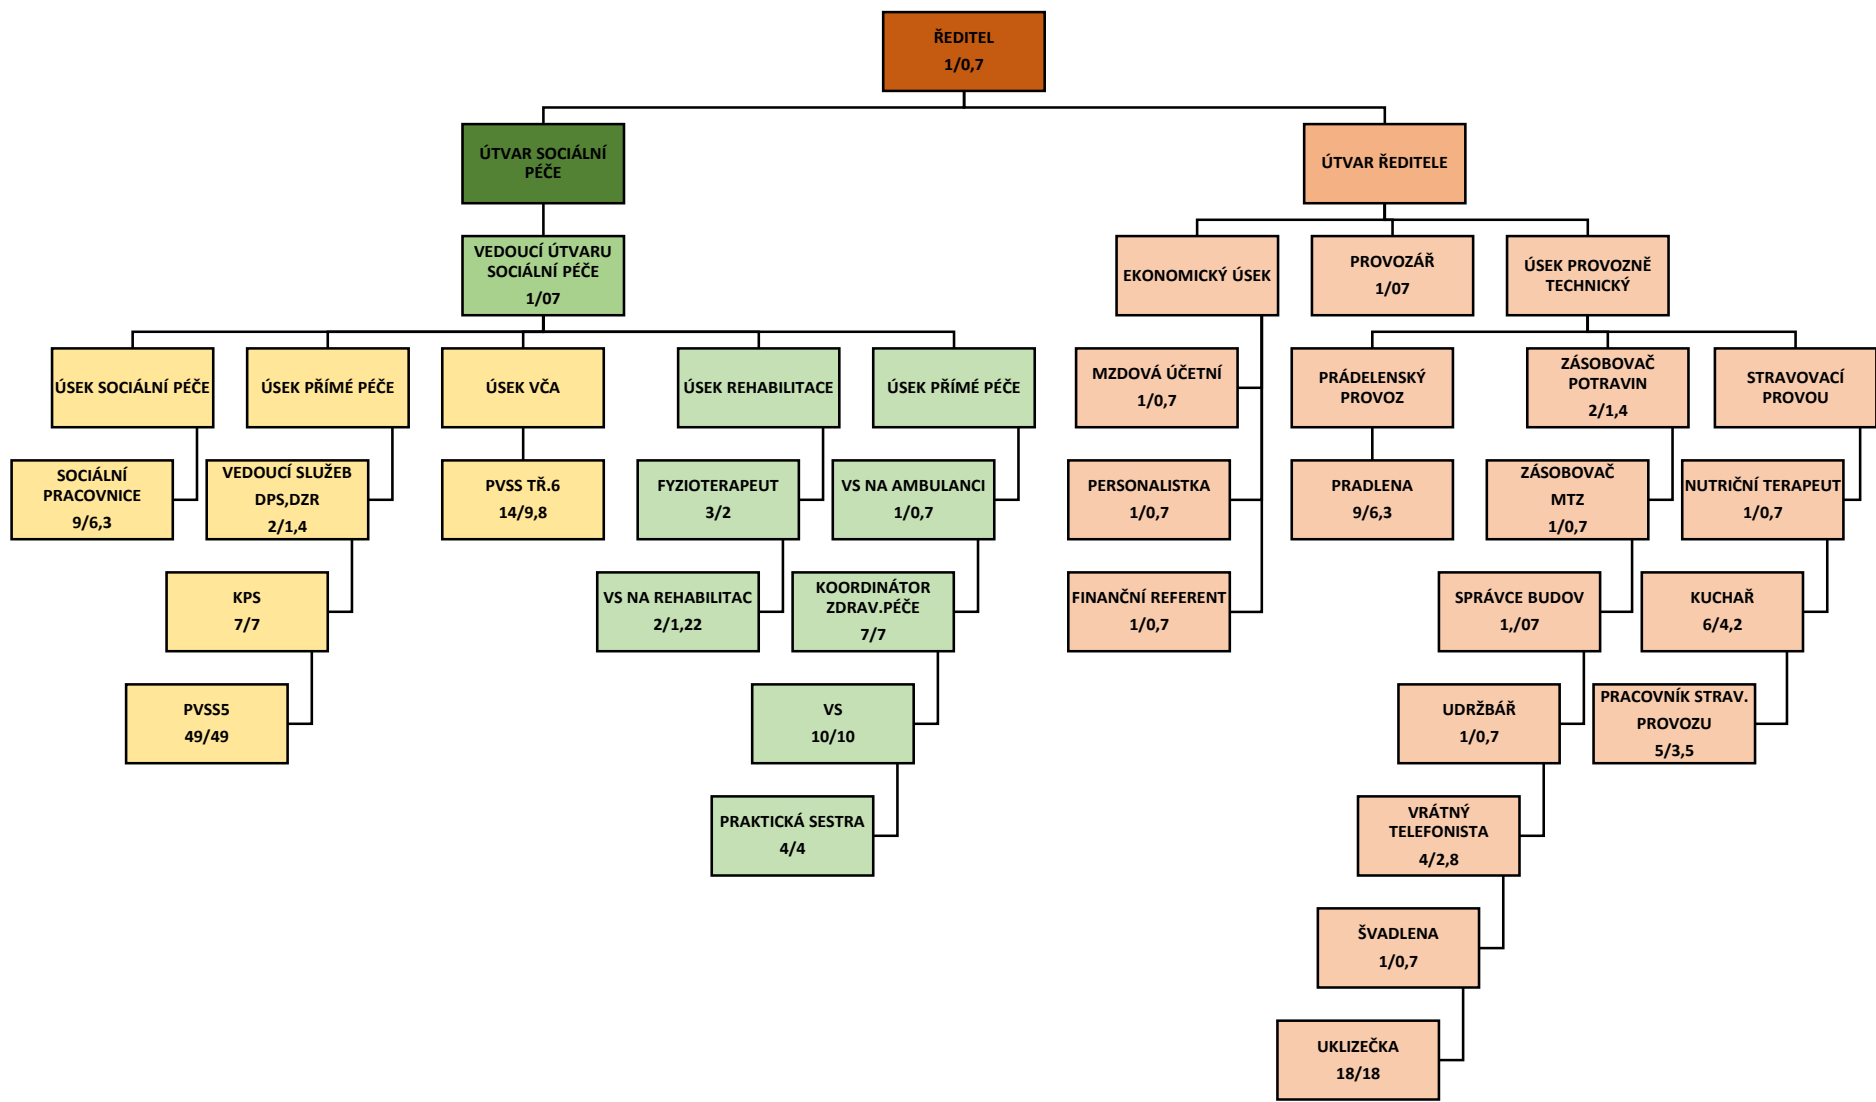 ŘEDITEL
1/0,7
ÚTVAR SOCIÁLNÍ
PÉČE
ÚTVAR ŘEDITELE
VEDOUCÍ ÚTVARU
SOCIÁLNÍ PÉČE
1/07
EKONOMICKÝ ÚSEK
PROVOZÁŘ
1/07
ÚSEK PROVOZNĚ
TECHNICKÝ
ÚSEK SOCIÁLNÍ PÉČE
ÚSEK PŘÍMÉ PÉČE
ÚSEK VČA
ÚSEK REHABILITACE
ÚSEK PŘÍMÉ PÉČE
MZDOVÁ ÚČETNÍ
1/0,7
PRÁDELENSKÝ
PROVOZ
ZÁSOBOVAČ
POTRAVIN
2/1,4
STRAVOVACÍ
PROVOU
SOCIÁLNÍ
PRACOVNICE
9/6,3
VEDOUCÍ SLUŽEB
DPS,DZR
2/1,4
PVSS TŘ.6
14/9,8
FYZIOTERAPEUT
3/2
VS NA AMBULANCI
1/0,7
PERSONALISTKA
1/0,7
PRADLENA
9/6,3
ZÁSOBOVAČ
MTZ
1/0,7
NUTRIČNÍ TERAPEUT
1/0,7
KPS
7/7
VS NA REHABILITAC
2/1,22
KOORDINÁTOR
ZDRAV.PÉČE
7/7
FINANČNÍ REFERENT
1/0,7
SPRÁVCE BUDOV
1,/07
KUCHAŘ
6/4,2
PVSS5
49/49
VS
10/10
UDRŽBÁŘ
1/0,7
PRACOVNÍK STRAV.
PROVOZU
5/3,5
PRAKTICKÁ SESTRA
4/4
VRÁTNÝ
TELEFONISTA
4/2,8
ŠVADLENA
1/0,7
UKLIZEČKA
18/18